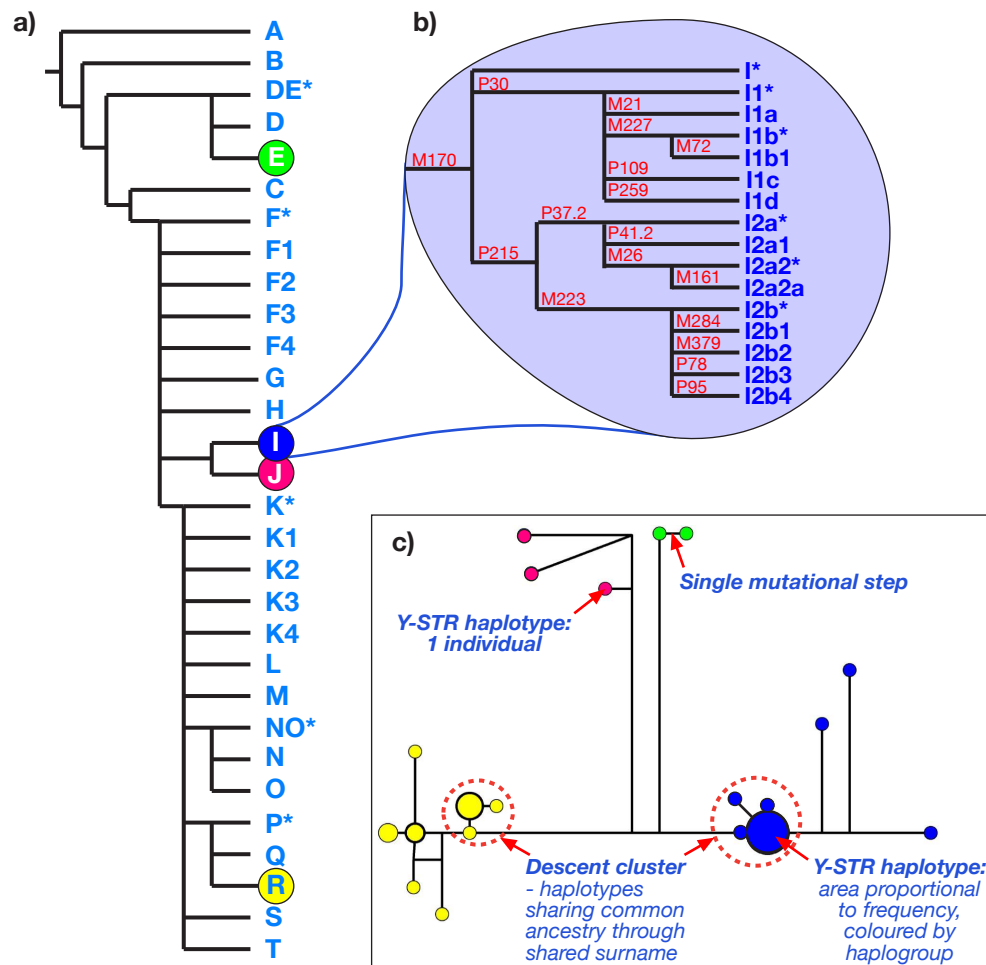 a)
A
B
DE*
D
E
C
F*
F1
F2
F3
F4
G
H
I
J
K*
K1
K2
K3
K4
L
M
NO*
N
O
P*
Q
R
S
T
b)
M170
P30
M21
M227
M72
P109
P259
P215
P37.2
P41.2
M26
M161
M223
M284
M379
P78
P95
I*
I1*
I1a
I1b*
I1b1
I1c
I1d
I2a*
I2a1
I2a2*
I2a2a
I2b*
I2b1
I2b2
I2b3
I2b4
c)
Single mutational step
Y-STR haplotype:
1 individual
Descent cluster
- haplotypes
sharing common
ancestry through
shared surname
Y-STR haplotype:
area proportional
to frequency,
coloured by
haplogroup